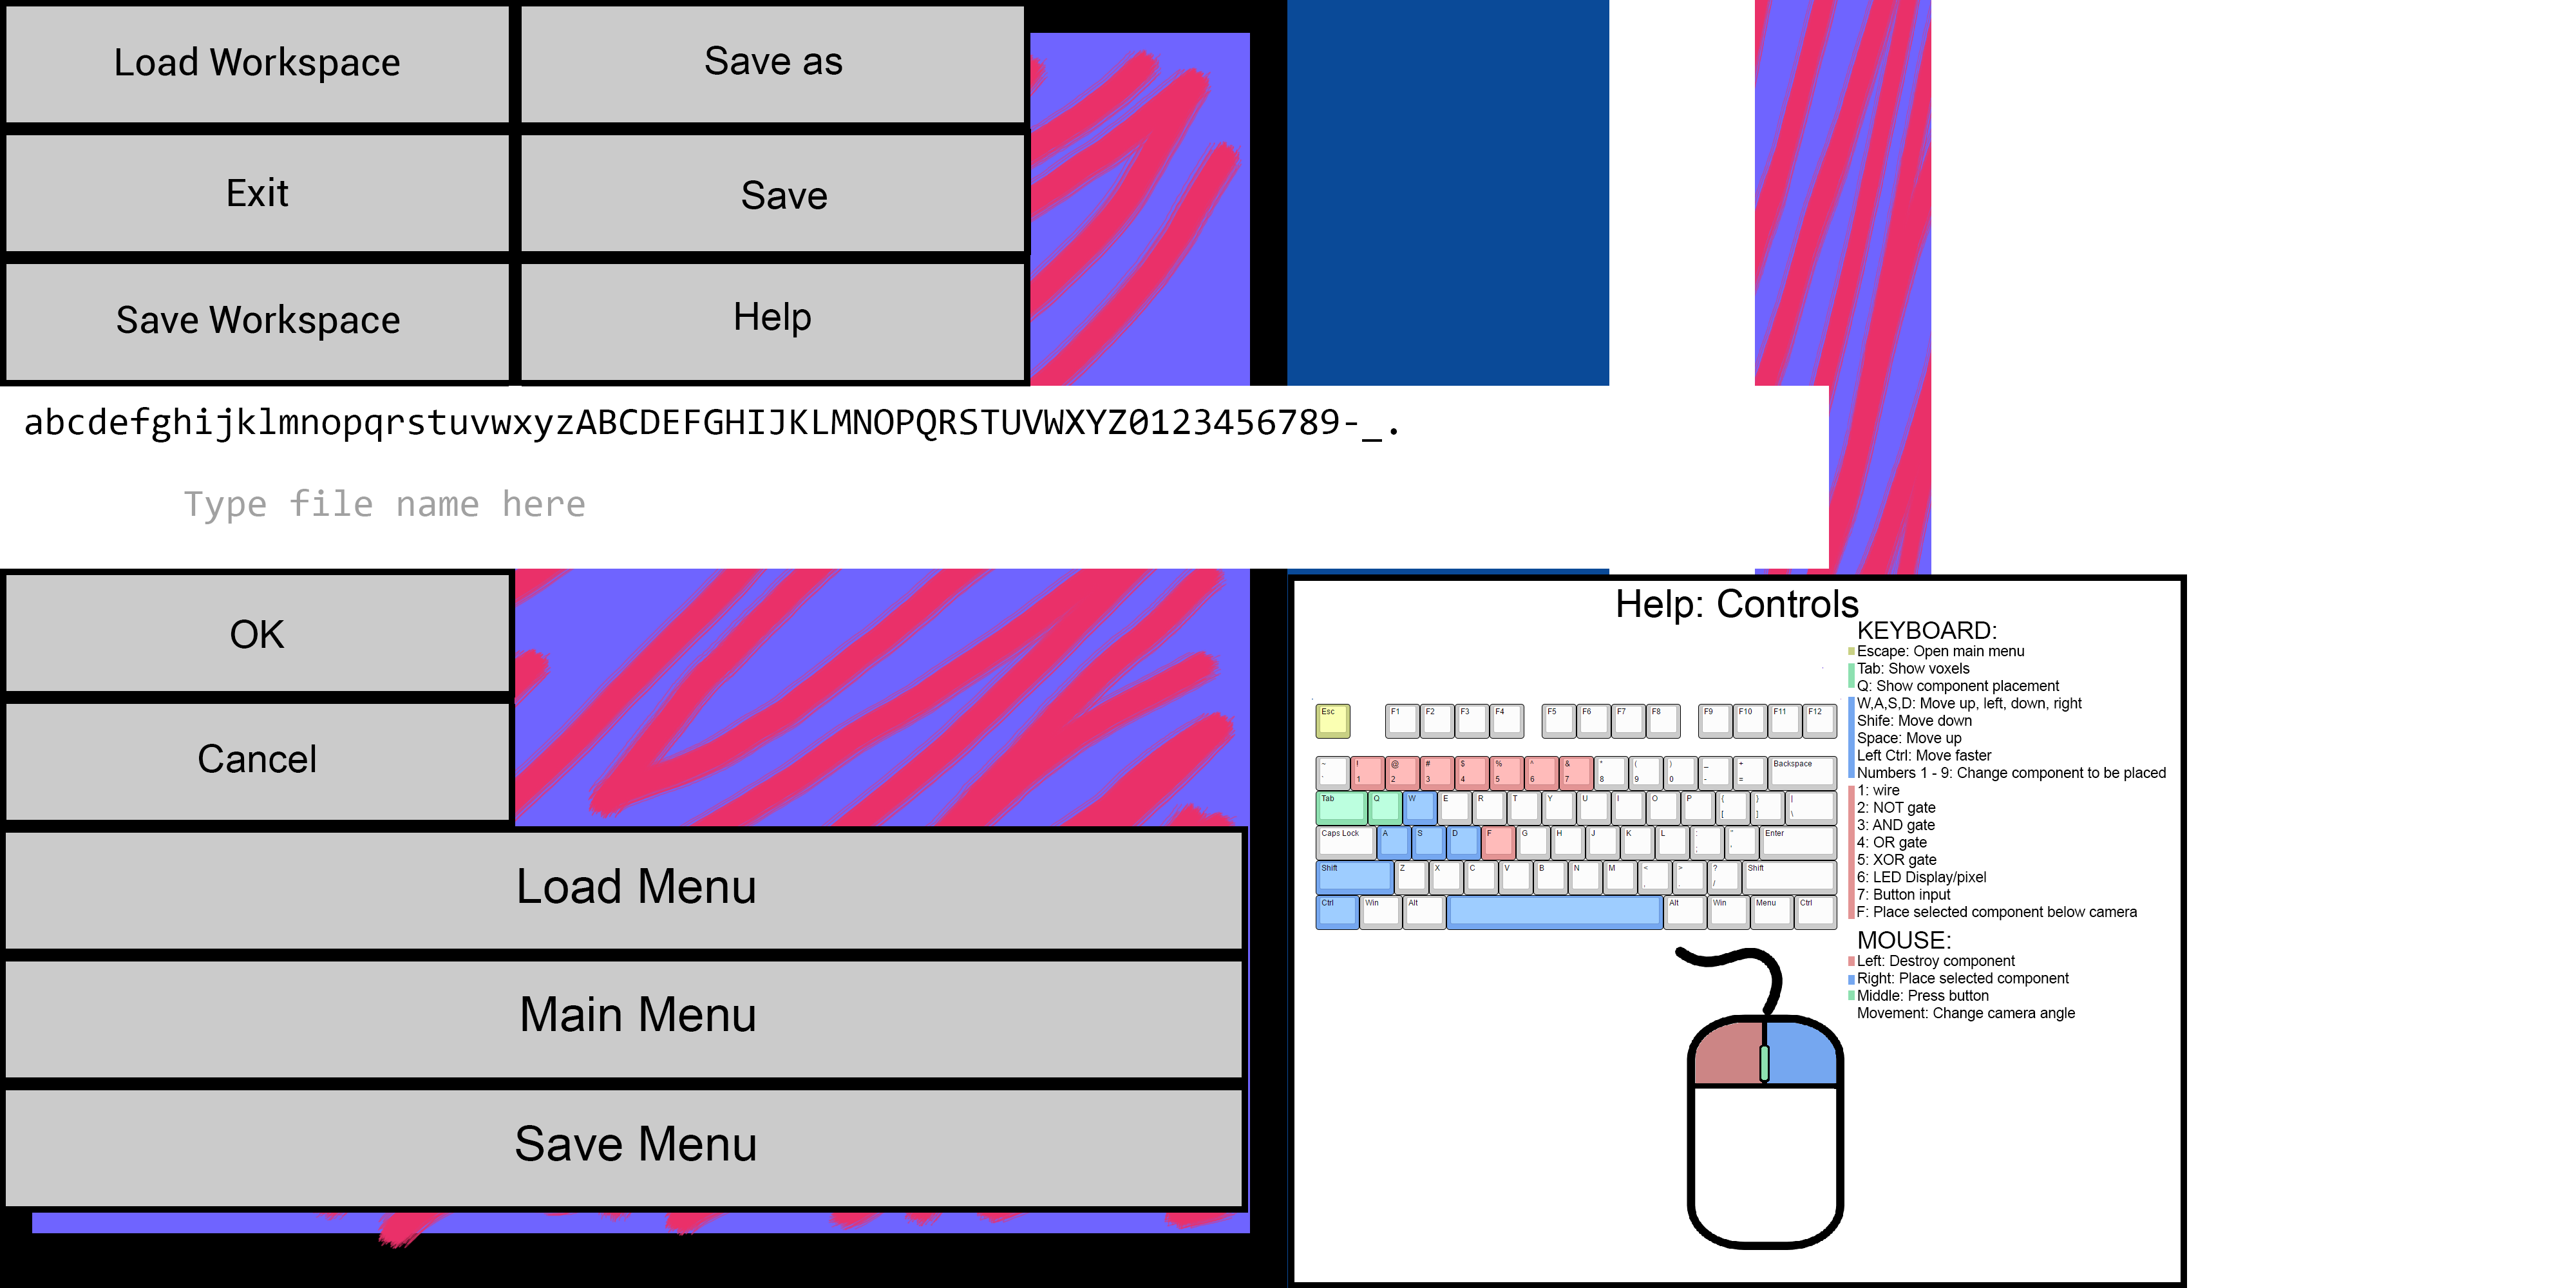 Load Workspace
Save as
Exit
Save
Save Workspace
Help
abcdefghijklmnopqrstuvwxyzABCDEFGHIJKLMNOPQRSTUVWXYZ0123456789-_.
Type file name here
OK
Cancel
Load Menu
Main Menu
Save Menu
Help: Controls
KEYBOARD:
Escape: Open main menu
Tab: Show voxels
Q: Show component placement
W,A,S,D: Move up, left, down, right
Shife: Move down
Space: Move up
Left Ctrl: Move faster
Numbers 1 - 9: Change component to be placed
1: wire
2: NOT gate
3: AND gate
4: OR gate
5: XOR gate
6: LED Display/pixel
7: Button input
F: Place selected component below camera
MOUSE:
Left: Destroy component
Right: Place selected component
Middle: Press button
Movement: Change camera angle
Esc F1 F2 F3 F4 F5 F6 F7 F8 F9 F10 F11 F12
~ ! @ # $ % ^ & * ( ) _ + Backspace
` 1 2 3 4 5 6 7 8 9 0 - =
Tab Q W E R T Y U I O P { } |
[ ] \
Caps Lock A S D F G H J K L : " Enter
; '
Shift Z X C V B N M < > ? Shift
, . /
Ctrl Win Alt Alt Win Menu Ctrl